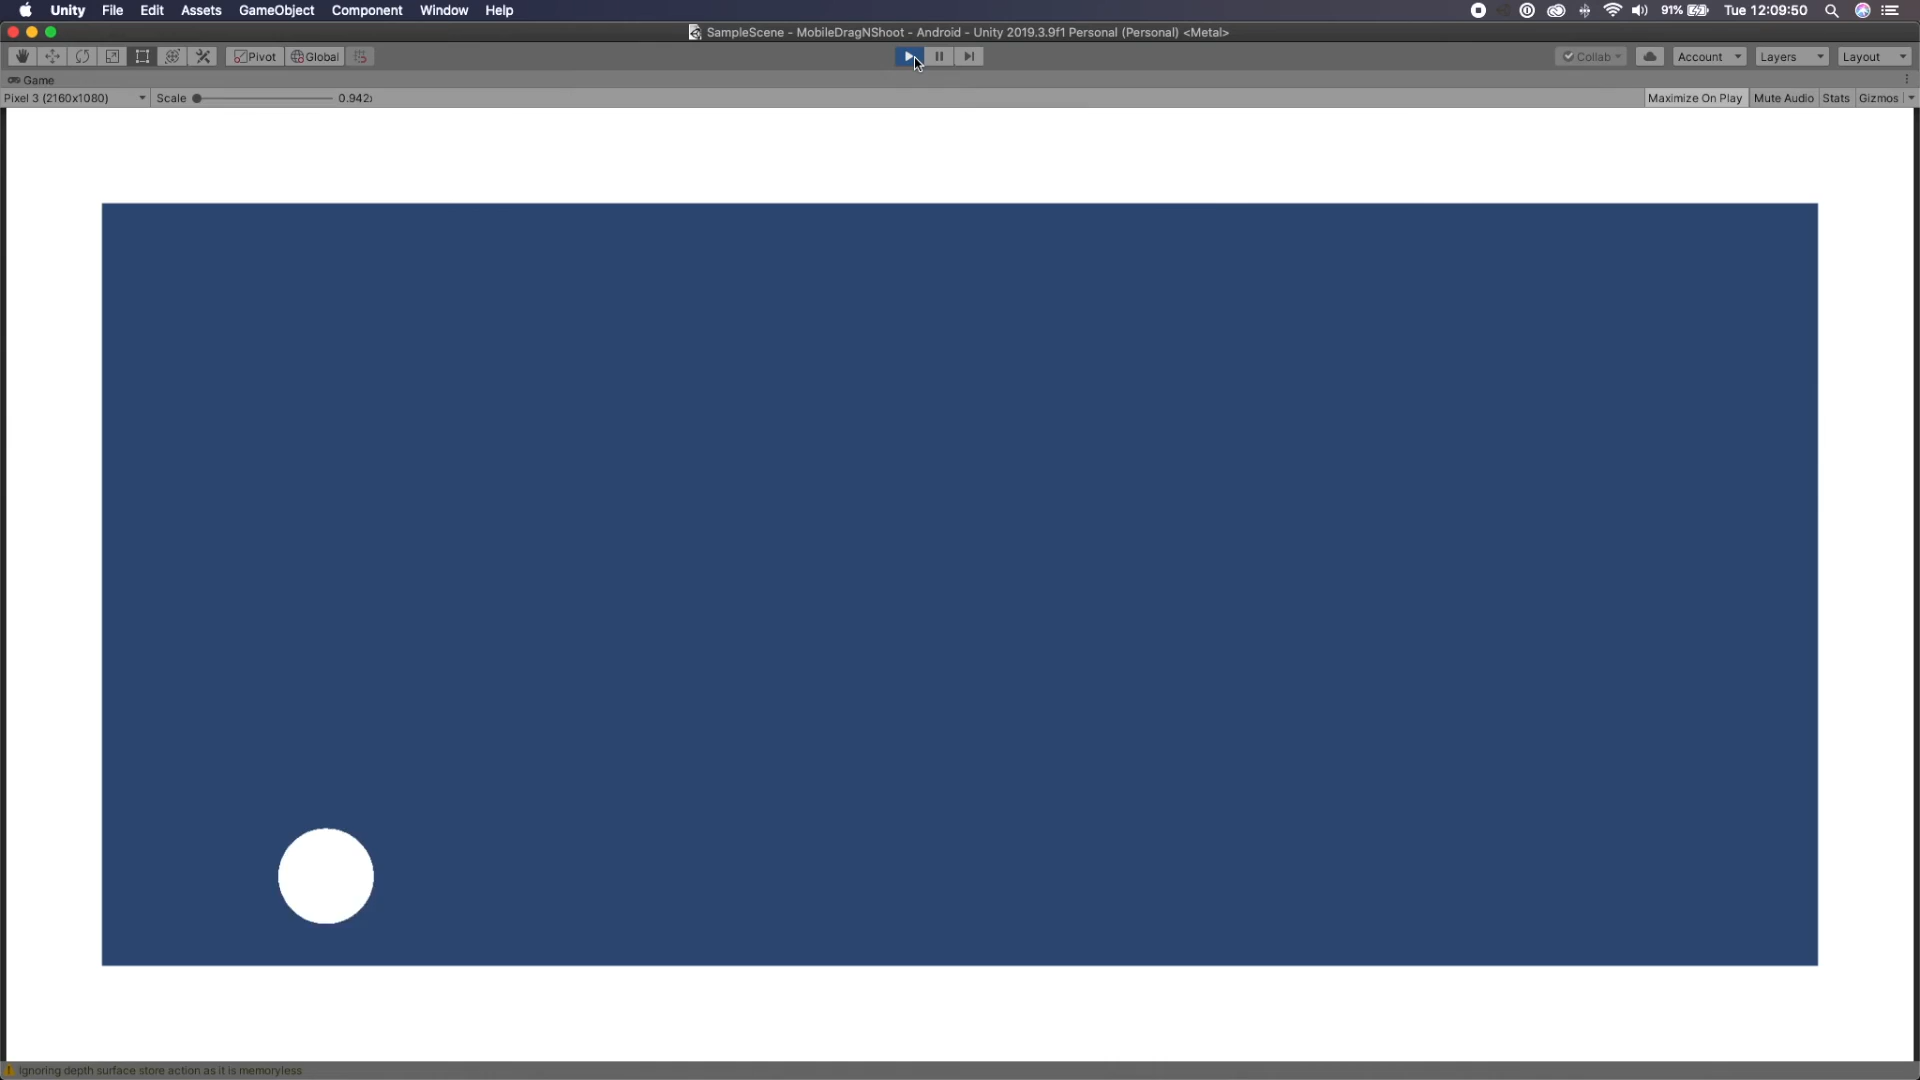 Unity File Edit Assets GameObject Component Window Help 91% Tue 12:09:50
SampleScene - MobileDragNShoot - Android - Unity 2019.3.9f1 Personal (Personal) <Metal>
Pivot Global Collab Account Layers Layout
Game
Pixel 3 (2160x1080) Scale 0.942x Maximize On Play Mute Audio Stats Gizmos
Ignoring depth surface store action as it is memoryless